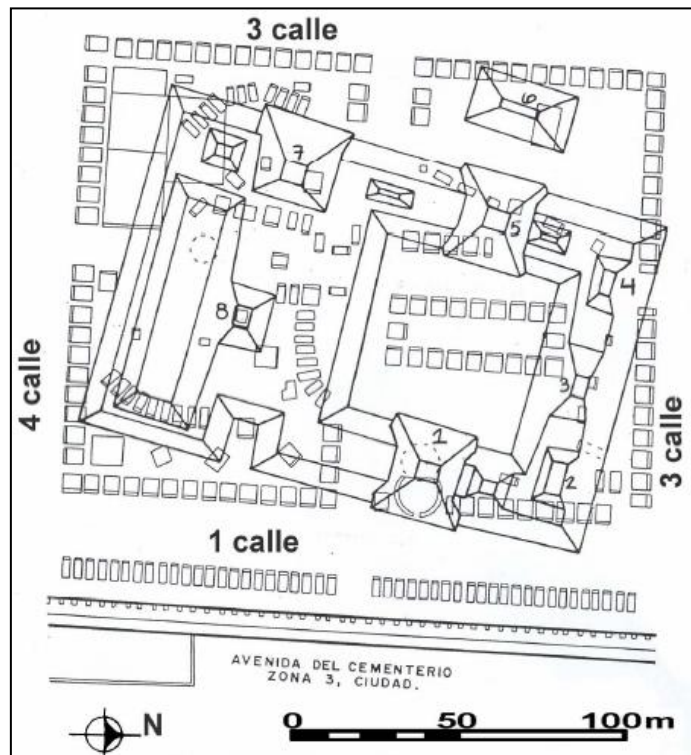 3 calle
6
7
5
4
8
4 calle
3
3 calle
1
2
1 calle
AVENIDA DEL CEMENTERIO
ZONA 3, CIUDAD.
N
0 50 100m